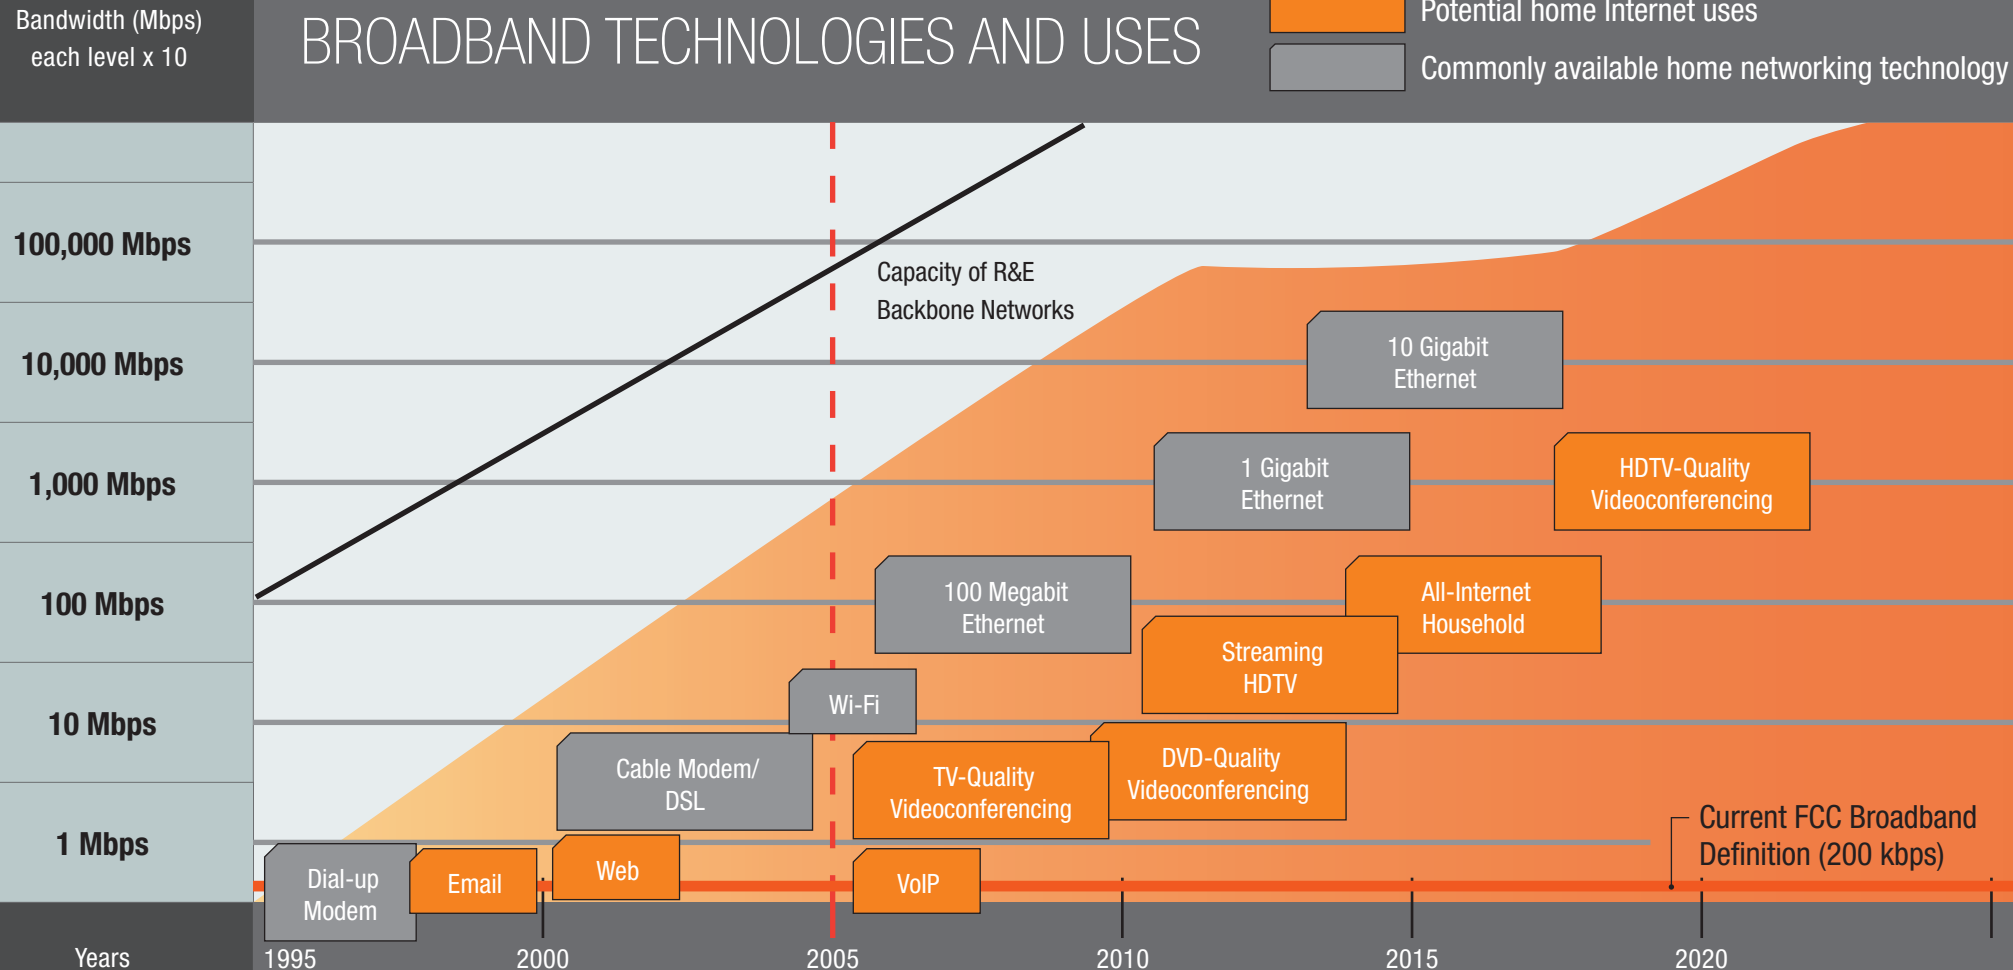 Bandwidth (Mbps)
each level x 10
BROADBAND TECHNOLOGIES AND USES
Potential home Internet uses
Commonly available home networking technology
100,000 Mbps
10,000 Mbps
1,000 Mbps
100 Mbps
10 Mbps
1 Mbps
Capacity of R&E
Backbone Networks
10 Gigabit
Ethernet
1 Gigabit
Ethernet
HDTV-Quality
Videoconferencing
100 Megabit
Ethernet
All-Internet
Household
Streaming
HDTV
Wi-Fi
Cable Modem/
DSL
TV-Quality
Videoconferencing
DVD-Quality
Videoconferencing
Current FCC Broadband
Definition (200 kbps)
Dial-up
Modem
Email
Web
VoIP
Years
1995
2000
2005
2010
2015
2020